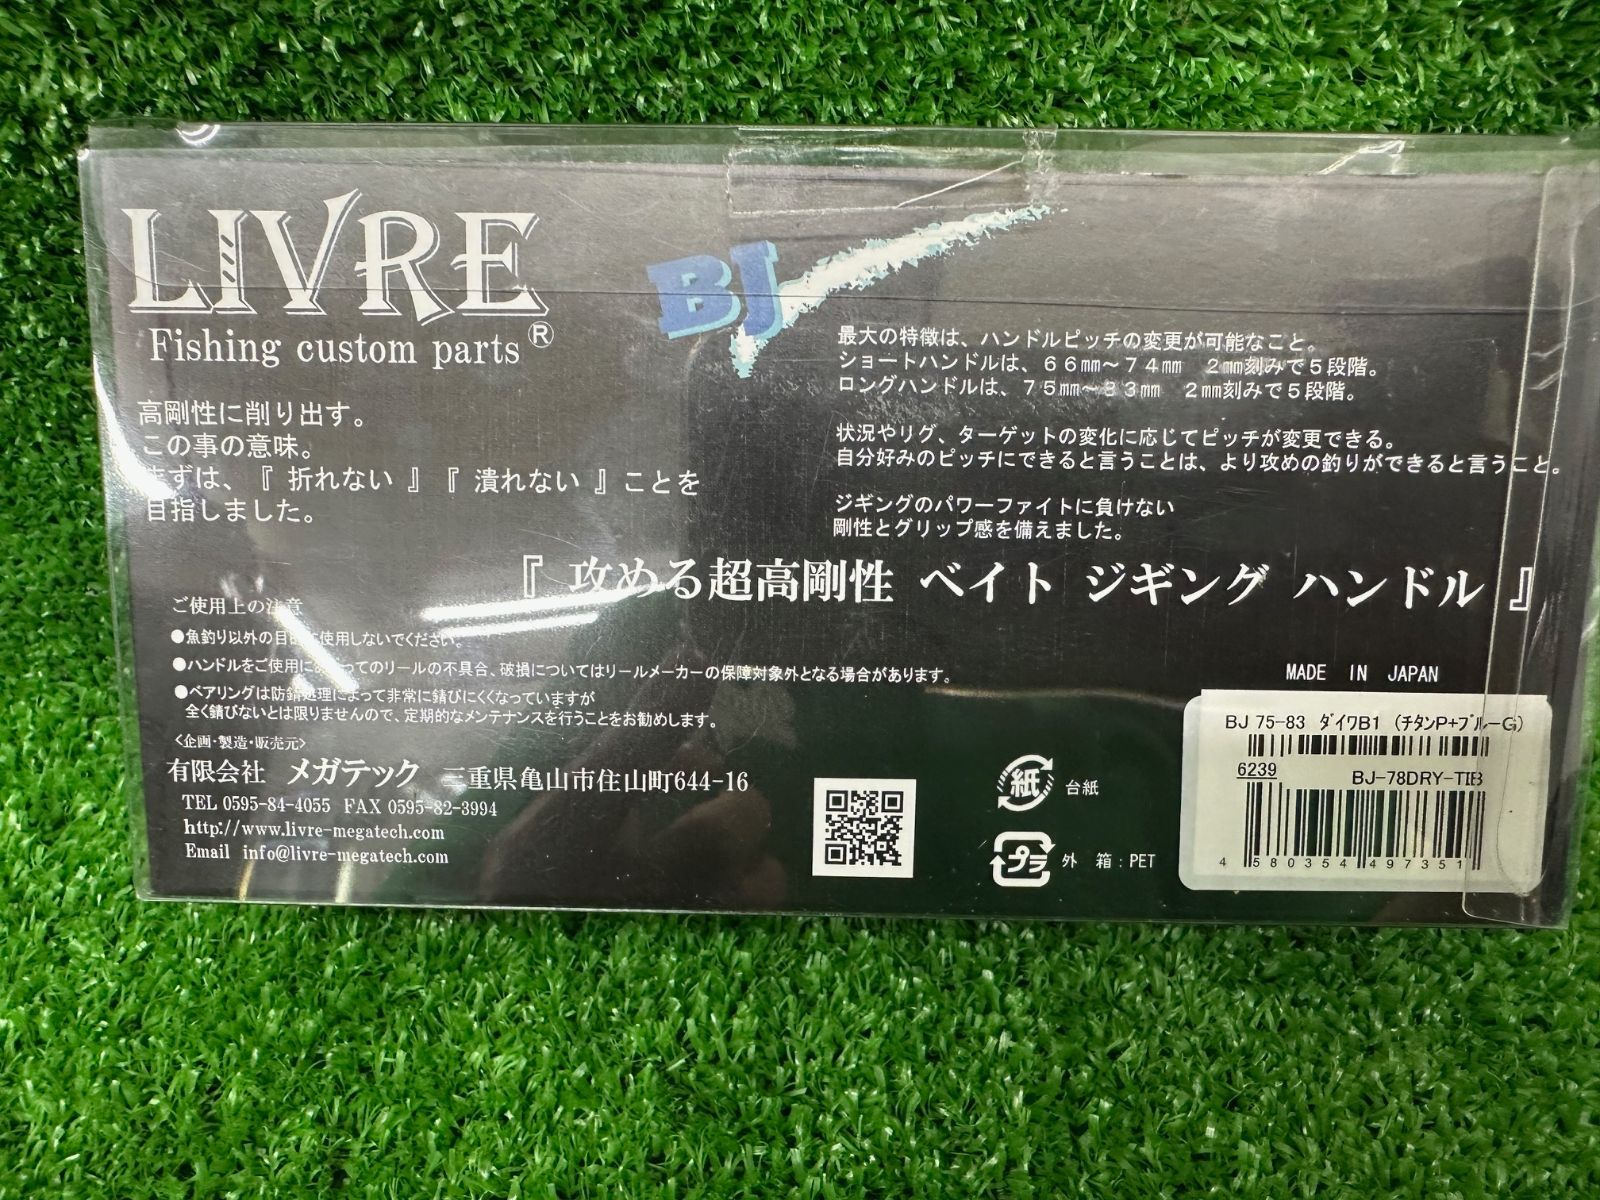 LIVRE
Fishing custom parts®
BJ
高剛性に削り出す。
この事の意味。
まずは、『 折れない 』『 潰れない 』ことを
目指しました。
最大の特徴は、ハンドルピッチの変更が可能なこと。
ショートハンドルは、６６㎜～７４㎜ ２㎜刻みで５段階。
ロングハンドルは、７５㎜～８３㎜ ２㎜刻みで５段階。
状況やリグ、ターゲットの変化に応じてピッチが変更できる。
自分好みのピッチにできると言うことは、より攻めの釣りができると言うこと。
ジギングのパワーファイトに負けない
剛性とグリップ感を備えました。
『 攻める超高剛性 ベイト ジギング ハンドル 』
ご使用上の注意
●魚釣り以外の目的に使用しないでください。
●ハンドルをご使用にあたってのリールの不具合、破損についてはリールメーカーの保障対象外となる場合があります。
●ベアリングは防錆処理によって非常に錆びにくくなっていますが
全く錆びないとは限りませんので、定期的なメンテナンスを行うことをお勧めします。
<企画・製造・販売元>
有限会社 メガテック 三重県亀山市住山町644-16
TEL 0595-84-4055 FAX 0595-82-3994
http://www.livre-megatech.com
Email info@livre-megatech.com
紙 台紙
プラ 外 箱：PET
MADE IN JAPAN
BJ 75-83 ダイワB1 (チタンP+ブルーG)
6239 BJ-78DRY-TIB
4 580354 497351